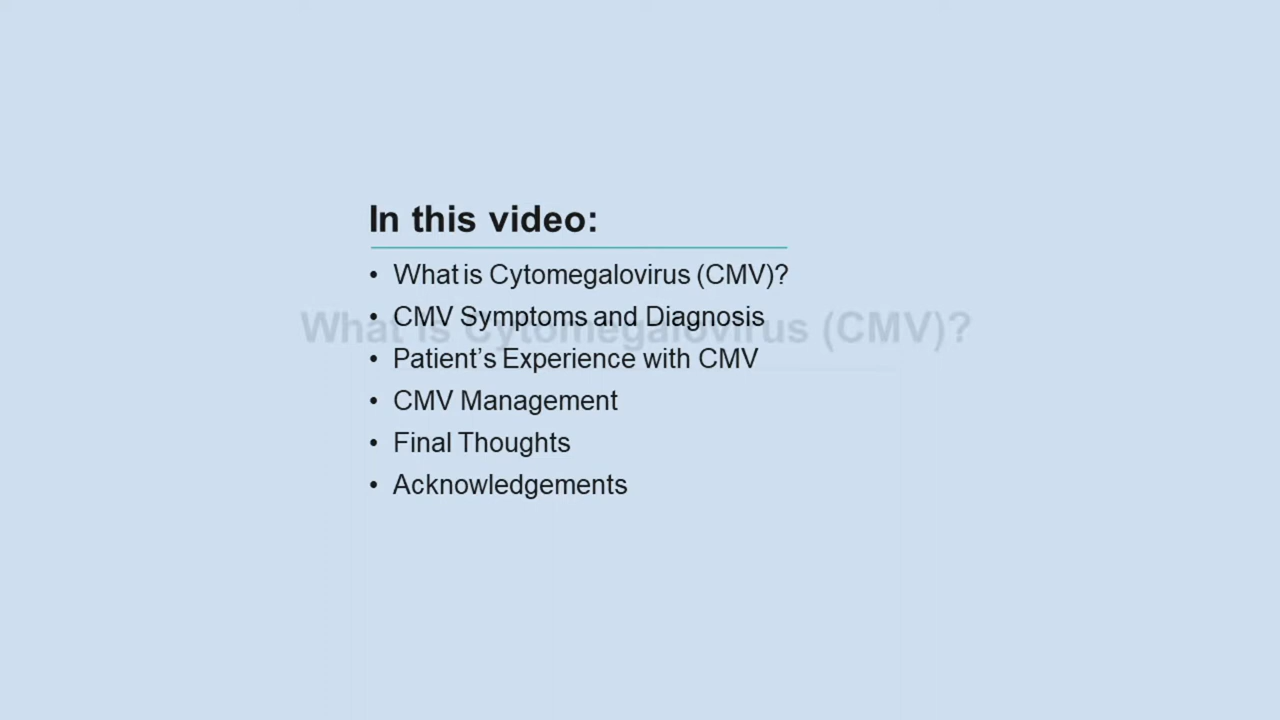 In this video:
• What is Cytomegalovirus (CMV)?
• CMV Symptoms and Diagnosis
What is Cytomegalovirus (CMV)?
• Patient’s Experience with CMV
• CMV Management
• Final Thoughts
• Acknowledgements